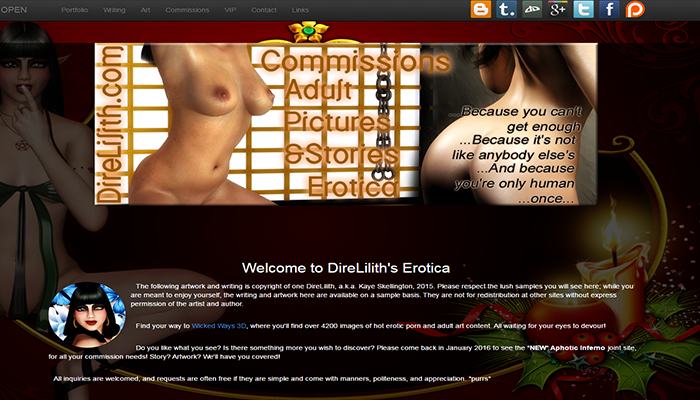 OPEN Portfolio Writing Art Commissions VIP Contact Links
DireLilith.com
Commissions
Adult
Pictures
&Stories
Erotica
...Because you can't
get enough
...Because it's not
like anybody else's
...And because
you're only human
...once...
Welcome to DireLilith's Erotica
The following artwork and writing is copyright of one DireLilith, a.k.a. Kaye Skellington, 2015. Please respect the lush samples you will see here; while you
are meant to enjoy yourself, the writing and artwork here are available on a sample basis. They are not for redistribution at other sites without express
permission of the artist and author.
Find your way to Wicked Ways 3D, where you'll find over 4200 images of hot erotic porn and adult art content. All waiting for your eyes to devour!
Do you like what you see? Is there something more you wish to discover? Please come back in January 2016 to see the *NEW* Aphotic Inferno joint site,
for all your commission needs! Story? Artwork? We'll have you covered!
All inquiries are welcomed, and requests are often free if they are simple and come with manners, politeness, and appreciation. *purrs*